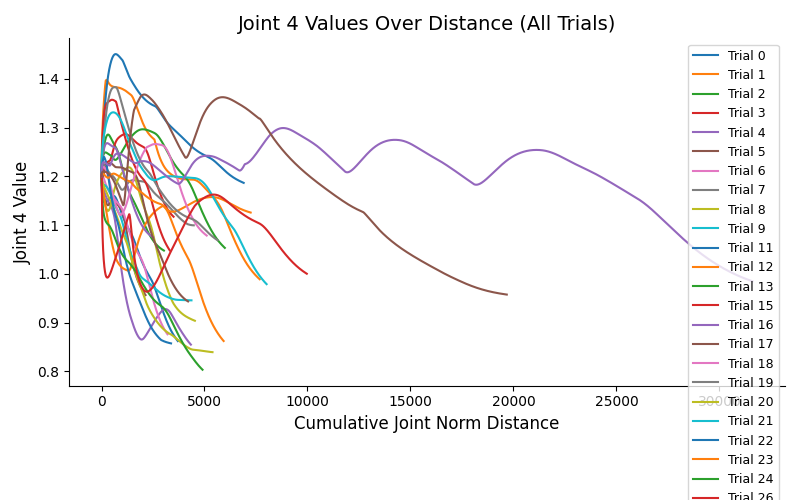 Joint 4 Values Over Distance (All Trials)
Joint 4 Value
1.4
1.3
1.2
1.1
1.0
0.9
0.8
0
5000
10000
15000
20000
25000
30000
Cumulative Joint Norm Distance
Trial 0
Trial 1
Trial 2
Trial 3
Trial 4
Trial 5
Trial 6
Trial 7
Trial 8
Trial 9
Trial 11
Trial 12
Trial 13
Trial 15
Trial 16
Trial 17
Trial 18
Trial 19
Trial 20
Trial 21
Trial 22
Trial 23
Trial 24
Trial 26